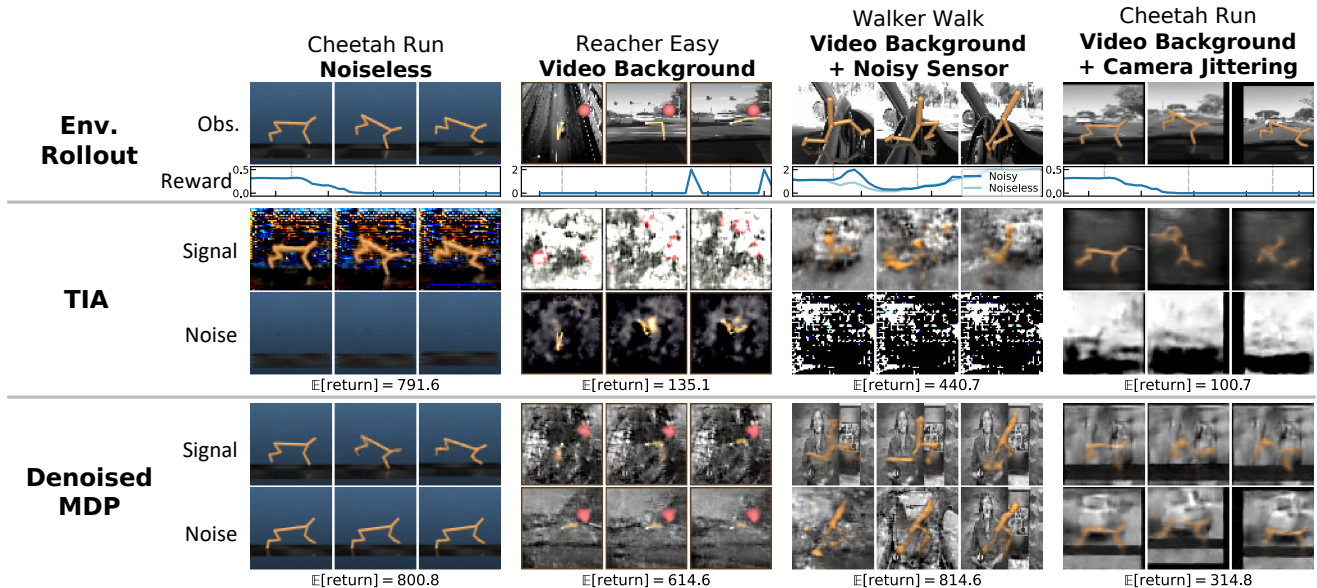 Cheetah Run
Noiseless
Reacher Easy
Video Background
Walker Walk
Video Background
+ Noisy Sensor
Cheetah Run
Video Background
+ Camera Jittering
Env.
Rollout
Obs.
Reward
0.5
0.0
2
0
2
0
Noisy
Noiseless
0.5
0.0
TIA
Signal
Noise
𝔼[return] = 791.6
𝔼[return] = 135.1
𝔼[return] = 440.7
𝔼[return] = 100.7
Denoised
MDP
Signal
Noise
𝔼[return] = 800.8
𝔼[return] = 614.6
𝔼[return] = 814.6
𝔼[return] = 314.8